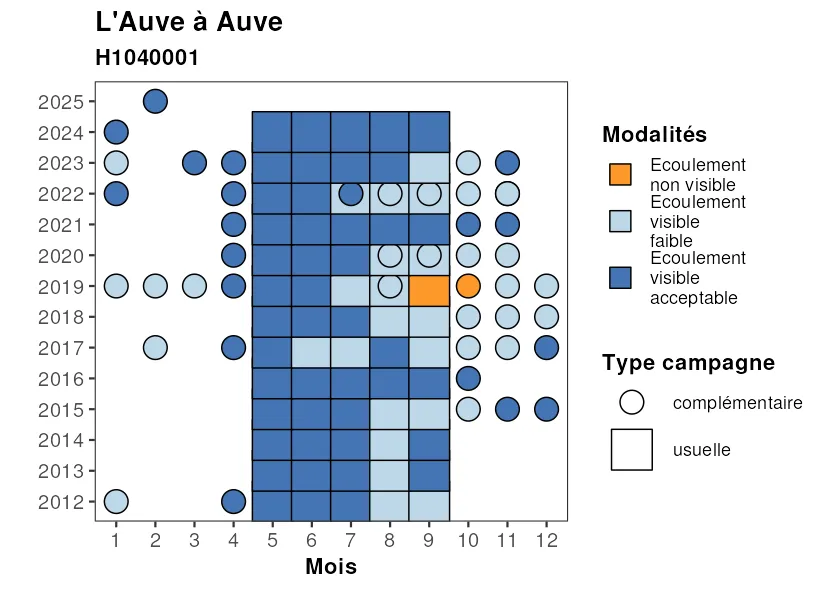 L'Auve à Auve
H1040001
2025
2024
2023
2022
2021
2020
2019
2018
2017
2016
2015
2014
2013
2012
1 2 3 4 5 6 7 8 9 10 11 12
Mois
Modalités
Ecoulement
non visible
Ecoulement
visible
faible
Ecoulement
visible
acceptable
Type campagne
complémentaire
usuelle